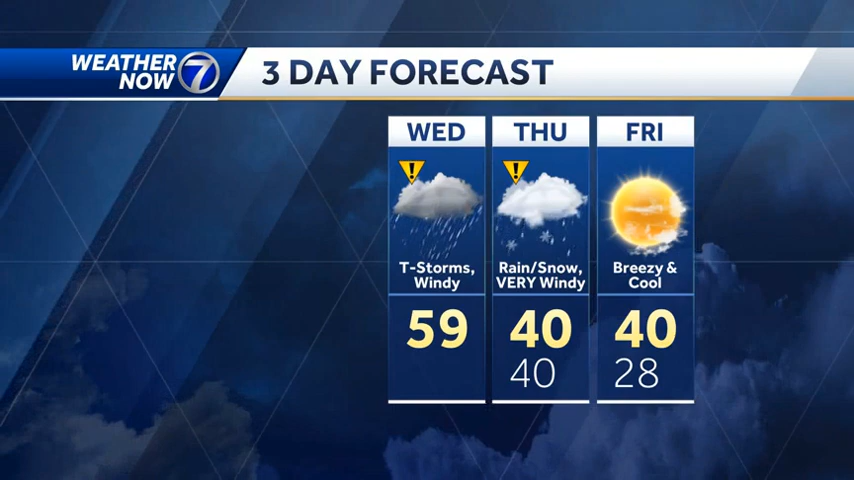 WEATHER
NOW 7
3 DAY FORECAST
WED
THU
FRI
!
!
T-Storms,
Windy
Rain/Snow,
VERY Windy
Breezy &
Cool
59
40
40
40
28